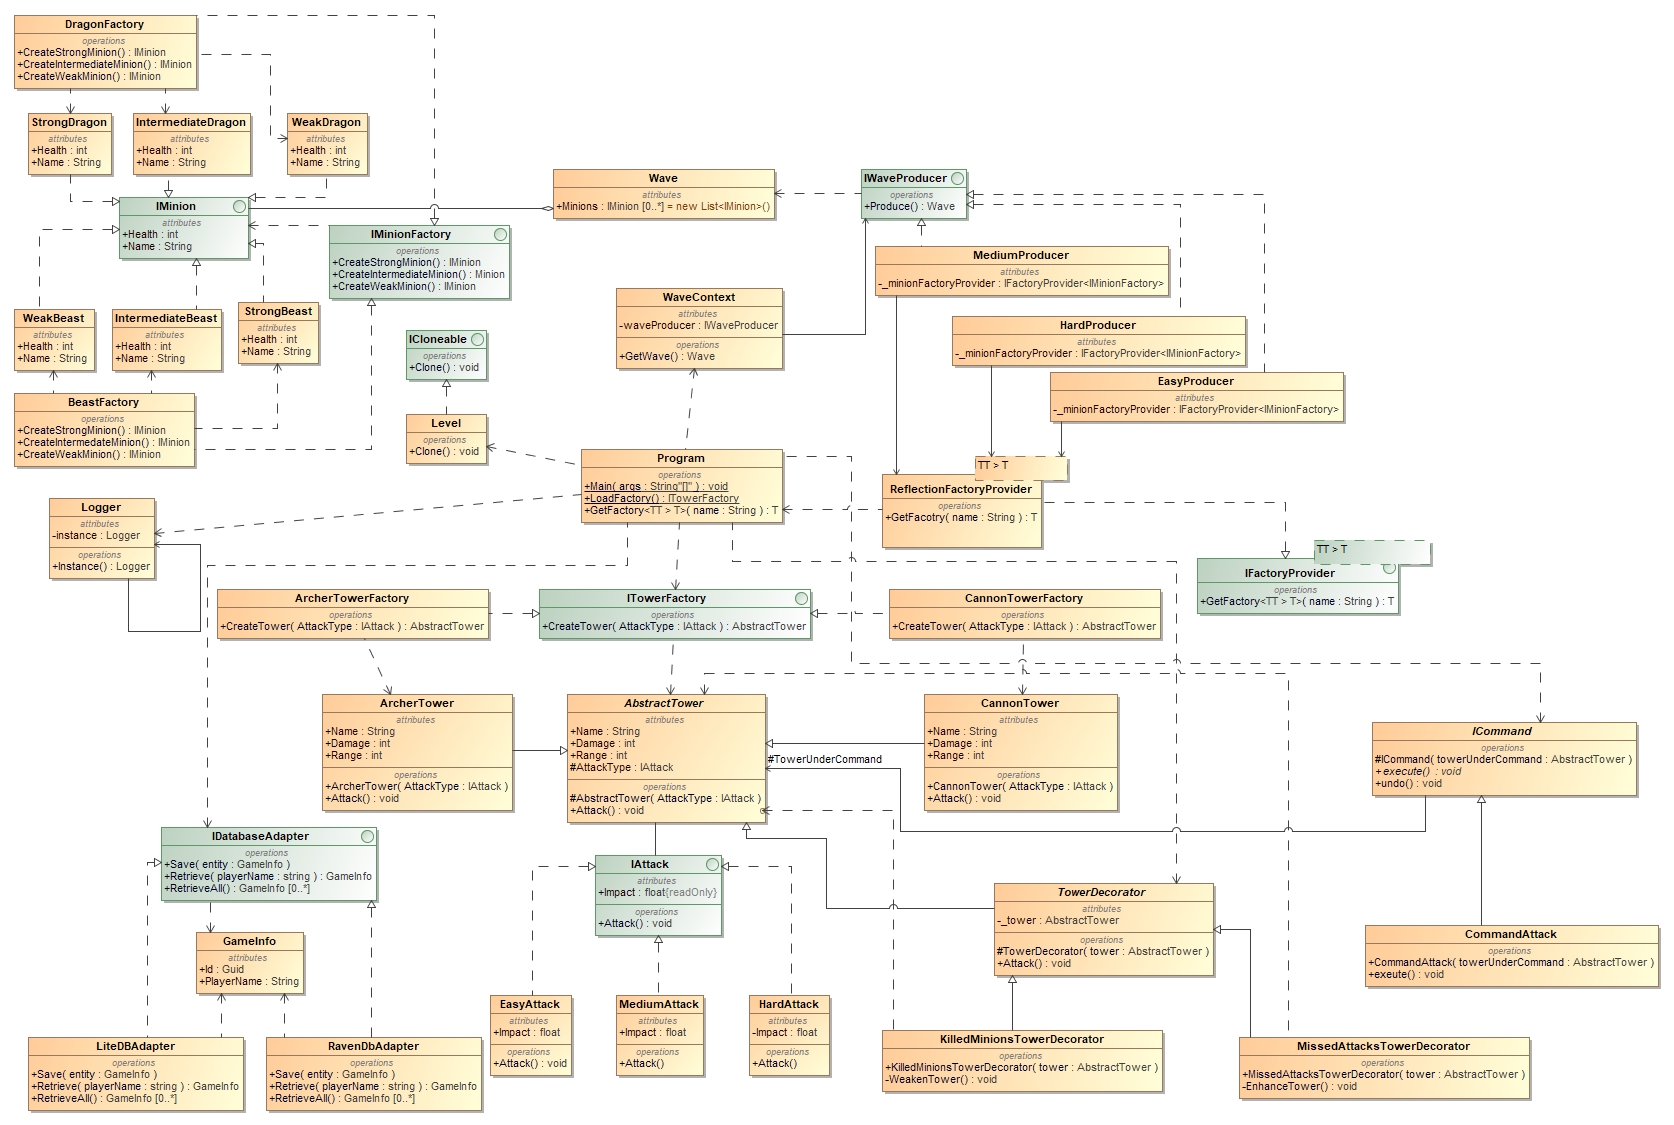 DragonFactory
operations
+CreateStrongMinion() : IMinion
+CreateIntermediateMinion() : IMinion
+CreateWeakMinion() : IMinion
StrongDragon
attributes
+Health : int
+Name : String
IntermediateDragon
attributes
+Health : int
+Name : String
WeakDragon
attributes
+Health : int
+Name : String
IMinion
attributes
+Health : int
+Name : String
Wave
attributes
+Minions : IMinion [0..*] = new List<IMinion>()
IWaveProducer
operations
+Produce() : Wave
IMinionFactory
operations
+CreateStrongMinion() : IMinion
+CreateIntermediateMinion() : Minion
+CreateWeakMinion() : IMinion
MediumProducer
attributes
-_minionFactoryProvider : IFactoryProvider<IMinionFactory>
WaveContext
attributes
-waveProducer : IWaveProducer
operations
+GetWave() : Wave
HardProducer
attributes
-_minionFactoryProvider : IFactoryProvider<IMinionFactory>
EasyProducer
attributes
-_minionFactoryProvider : IFactoryProvider<IMinionFactory>
WeakBeast
attributes
+Health : int
+Name : String
IntermediateBeast
attributes
+Health : int
+Name : String
StrongBeast
attributes
+Health : int
+Name : String
ICloneable
operations
+Clone() : void
BeastFactory
operations
+CreateStrongMinion() : IMinion
+CreateIntermedateMinion() : IMinion
+CreateWeakMinion() : IMinion
Level
operations
+Clone() : void
Program
operations
+Main( args : String"[]" ) : void
+LoadFactory() : ITowerFactory
+GetFactory<TT > T>( name : String ) : T
TT > T
ReflectionFactoryProvider
operations
+GetFacotry( name : String ) : T
Logger
attributes
-instance : Logger
operations
+Instance() : Logger
TT > T
IFactoryProvider
operations
+GetFactory<TT > T>( name : String ) : T
ArcherTowerFactory
operations
+CreateTower( AttackType : IAttack ) : AbstractTower
ITowerFactory
operations
+CreateTower( AttackType : IAttack ) : AbstractTower
CannonTowerFactory
operations
+CreateTower( AttackType : IAttack ) : AbstractTower
ArcherTower
attributes
+Name : String
+Damage : int
+Range : int
operations
+ArcherTower( AttackType : IAttack )
+Attack() : void
AbstractTower
attributes
+Name : String
+Damage : int
+Range : int
#AttackType : IAttack
operations
#AbstractTower( AttackType : IAttack )
+Attack() : void
#TowerUnderCommand
CannonTower
attributes
+Name : String
+Damage : int
+Range : int
operations
+CannonTower( AttackType : IAttack )
+Attack() : void
ICommand
operations
#ICommand( towerUnderCommand : AbstractTower )
+execute() : void
+undo() : void
IDatabaseAdapter
operations
+Save( entity : GameInfo )
+Retrieve( playerName : string ) : GameInfo
+RetrieveAll() : GameInfo [0..*]
IAttack
attributes
+Impact : float{readOnly}
operations
+Attack() : void
TowerDecorator
attributes
-_tower : AbstractTower
operations
#TowerDecorator( tower : AbstractTower )
+Attack() : void
CommandAttack
operations
+CommandAttack( towerUnderCommand : AbstractTower )
+exeute() : void
GameInfo
attributes
+Id : Guid
+PlayerName : String
EasyAttack
attributes
+Impact : float
operations
+Attack() : void
MediumAttack
attributes
+Impact : float
operations
+Attack()
HardAttack
attributes
-Impact : float
operations
+Attack()
LiteDBAdapter
operations
+Save( entity : GameInfo )
+Retrieve( playerName : string ) : GameInfo
+RetrieveAll() : GameInfo [0..*]
RavenDbAdapter
operations
+Save( entity : GameInfo )
+Retrieve( playerName : string ) : GameInfo
+RetrieveAll() : GameInfo [0..*]
KilledMinionsTowerDecorator
operations
+KilledMinionsTowerDecorator( tower : AbstractTower )
-WeakenTower() : void
MissedAttacksTowerDecorator
operations
+MissedAttacksTowerDecorator( tower : AbstractTower )
-EnhanceTower() : void